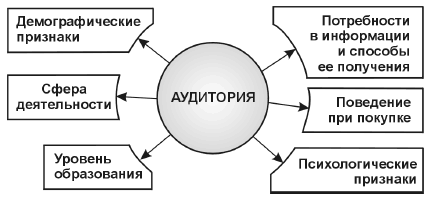 Демографические
признаки
Потребности
в информации
и способы
ее получения
Сфера
деятельности
АУДИТОРИЯ
Поведение
при покупке
Уровень
образования
Психологические
признаки